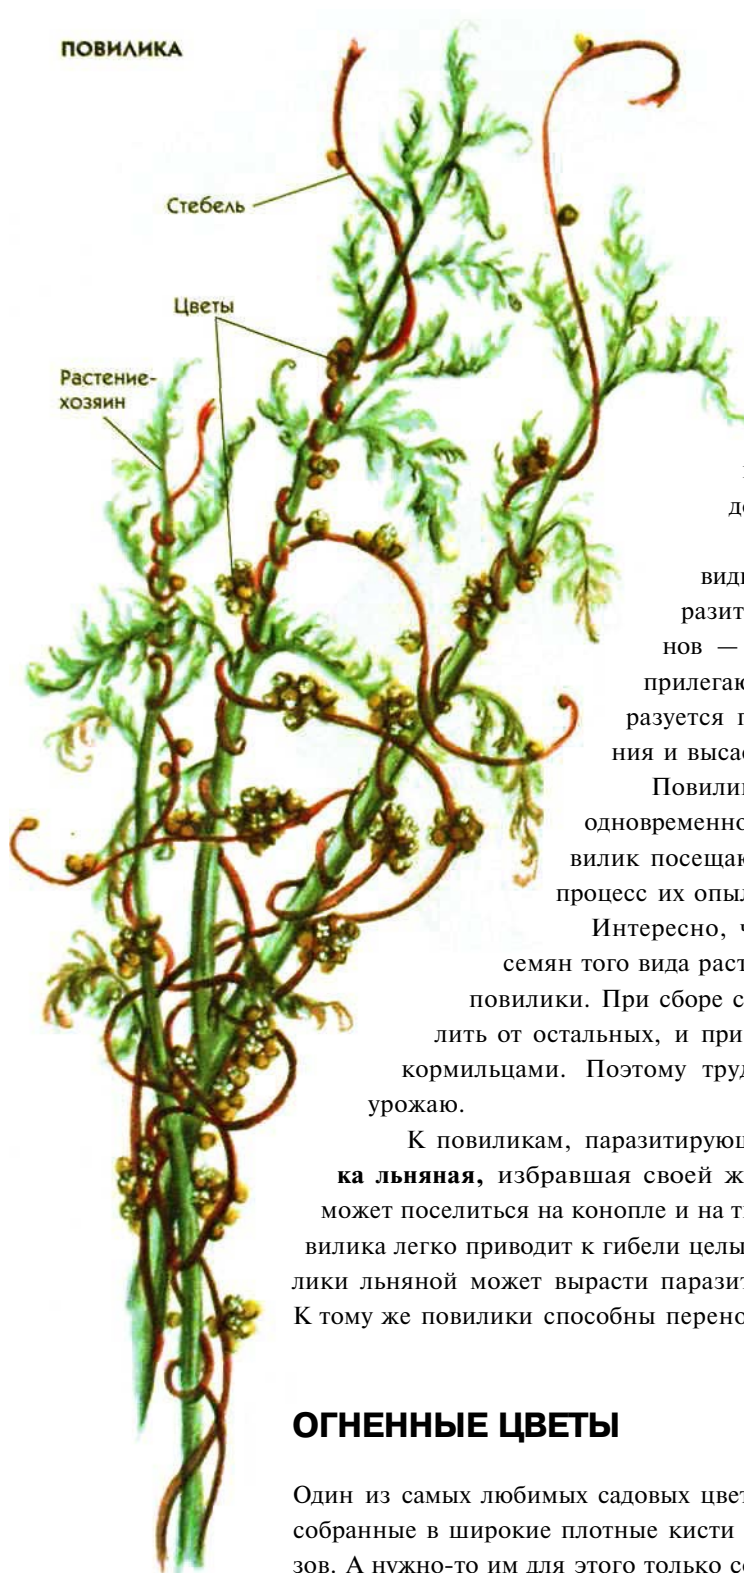 ПОВИЛИКА
Стебель
Цветы
Растение-
хозяин
види
разит
нов —
прилегаю
разуется п
ния и высас
Повилик
одновременно
вилик посещаю
процесс их опыл
Интересно, ч
семян того вида раст
повилики. При сборе с
лить от остальных, и при
кормильцами. Поэтому труд
урожаю.
К повиликам, паразитирующ
ка льняная, избравшая своей ж
может поселиться на конопле и на т
вилика легко приводит к гибели целы
лики льняной может вырасти паразит
К тому же повилики способны перено
ОГНЕННЫЕ ЦВЕТЫ
Один из самых любимых садовых цвет
собранные в широкие плотные кисти
зов. А нужно-то им для этого только се